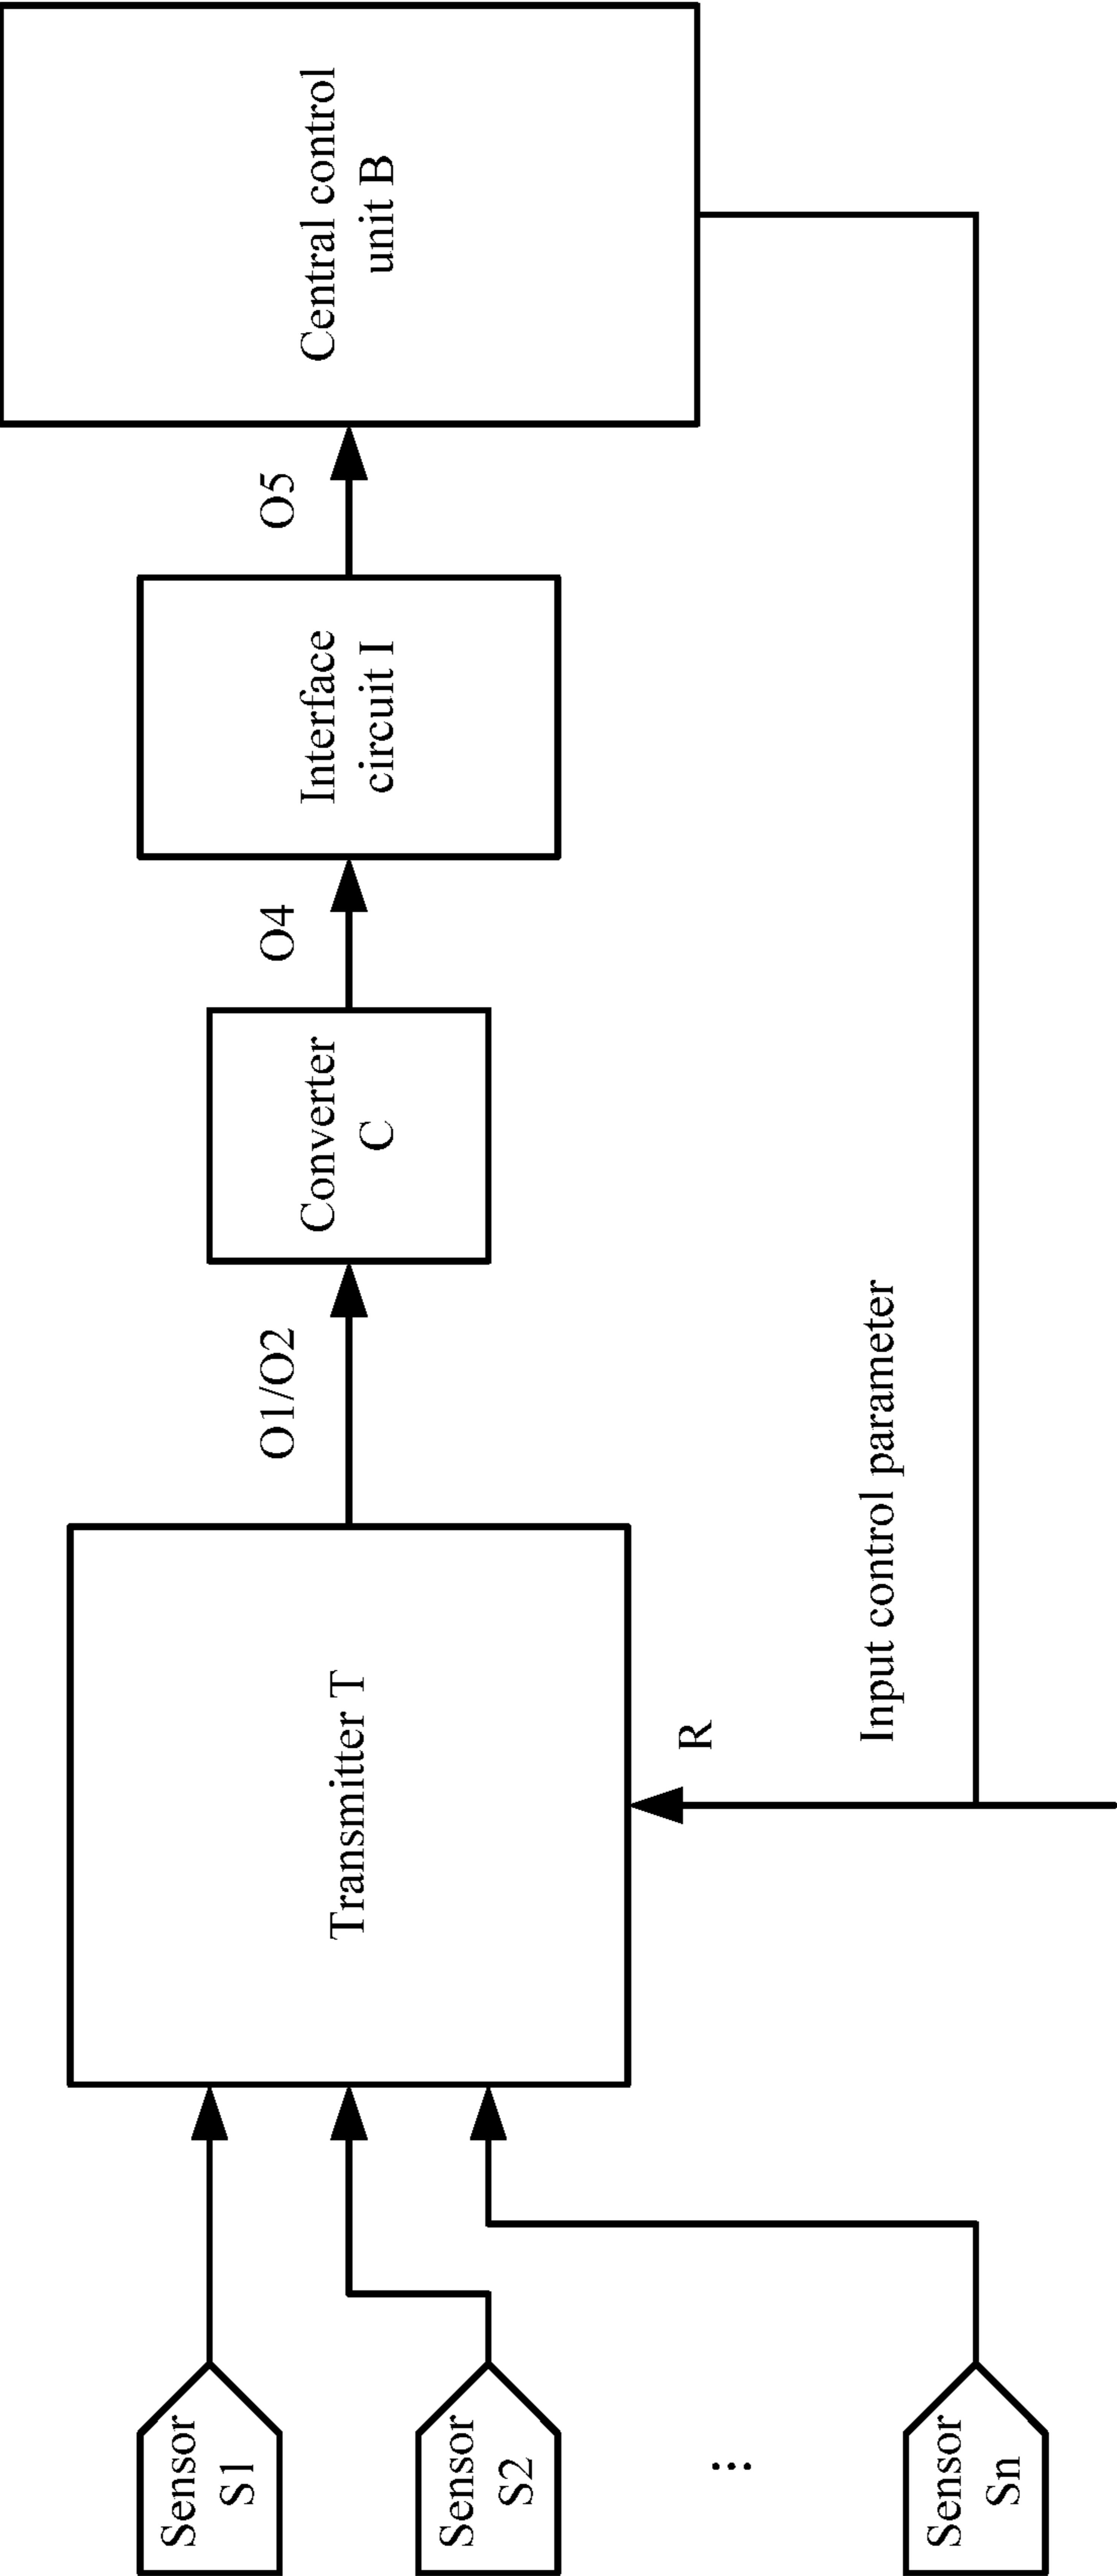 Sensor
S1
Sensor
S2
...
Sensor
Sn
Transmitter T
R
Input control parameter
O1/O2
Converter
C
O4
Interface
circuit I
O5
Central control
unit B